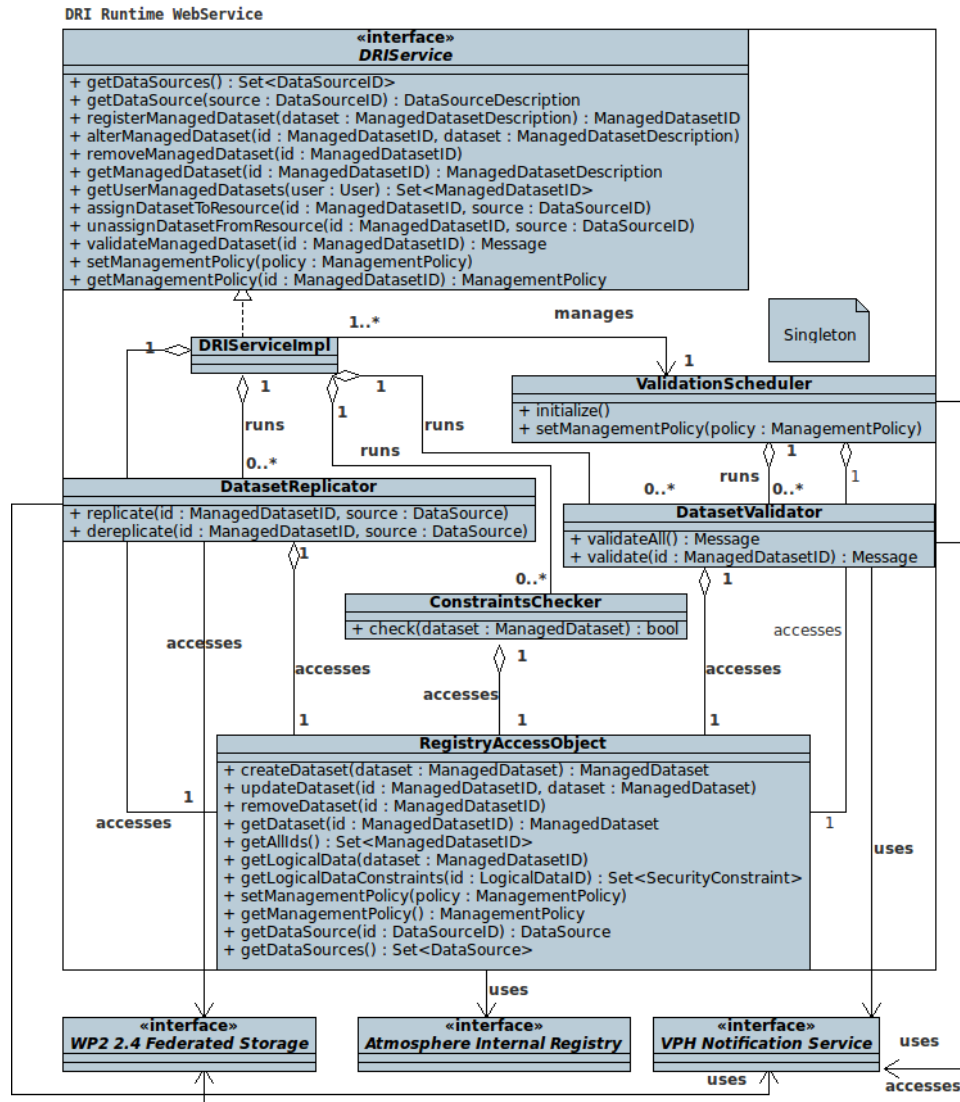 DRI Runtime WebService
«interface»
DRIService
+ getDataSources() : Set<DataSourceID>
+ getDataSource(source : DataSourceID) : DataSourceDescription
+ registerManagedDataset(dataset : ManagedDatasetDescription) : ManagedDatasetID
+ alterManagedDataset(id : ManagedDatasetID, dataset : ManagedDatasetDescription)
+ removeManagedDataset(id : ManagedDatasetID)
+ getManagedDataset(id : ManagedDatasetID) : ManagedDatasetDescription
+ getUserManagedDatasets(user : User) : Set<ManagedDatasetID>
+ assignDatasetToResource(id : ManagedDatasetID, source : DataSourceID)
+ unassignDatasetFromResource(id : ManagedDatasetID, source : DataSourceID)
+ validateManagedDataset(id : ManagedDatasetID) : Message
+ setManagementPolicy(policy : ManagementPolicy)
+ getManagementPolicy(id : ManagedDatasetID) : ManagementPolicy
1..*
manages
Singleton
1
DRIServiceImpl
1
ValidationScheduler
+ initialize()
+ setManagementPolicy(policy : ManagementPolicy)
1
1
1
runs
runs
runs
1
runs
1
0..*
0..*
0..*
DatasetReplicator
+ replicate(id : ManagedDatasetID, source : DataSource)
+ dereplicate(id : ManagedDatasetID, source : DataSource)
DatasetValidator
+ validateAll() : Message
+ validate(id : ManagedDatasetID) : Message
1
0..*
1
ConstraintsChecker
+ check(dataset : ManagedDataset) : bool
accesses
accesses
1
accesses
accesses
accesses
1
1
1
RegistryAccessObject
+ createDataset(dataset : ManagedDataset) : ManagedDataset
+ updateDataset(id : ManagedDatasetID, dataset : ManagedDataset)
+ removeDataset(id : ManagedDatasetID)
+ getDataset(id : ManagedDatasetID) : ManagedDataset
+ getAllIds() : Set<ManagedDatasetID>
+ getLogicalData(dataset : ManagedDatasetID)
+ getLogicalDataConstraints(id : LogicalDataID) : Set<SecurityConstraint>
+ setManagementPolicy(policy : ManagementPolicy)
+ getManagementPolicy() : ManagementPolicy
+ getDataSource(id : DataSourceID) : DataSource
+ getDataSources() : Set<DataSource>
1
accesses
1
uses
uses
«interface»
WP2 2.4 Federated Storage
«interface»
Atmosphere Internal Registry
«interface»
VPH Notification Service
uses
uses
accesses